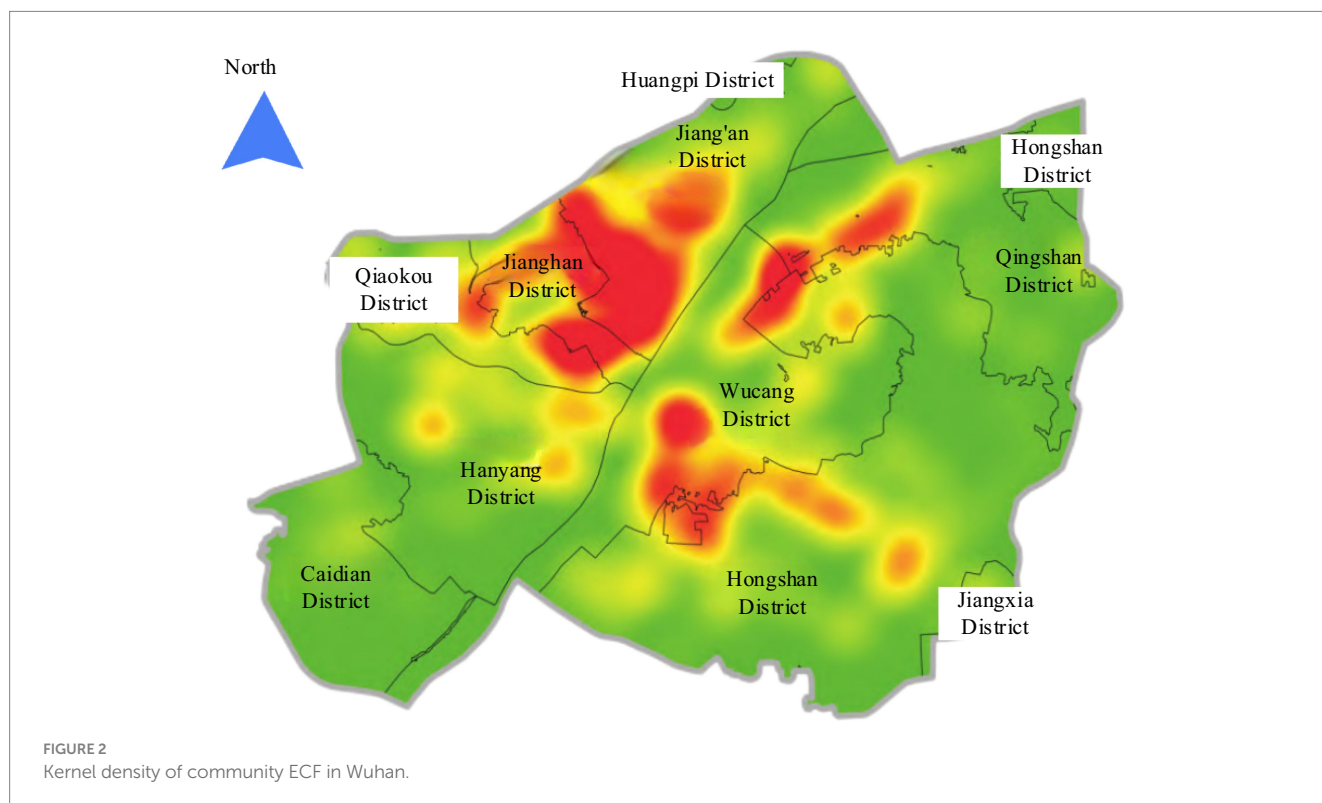 North
Huangpi District
Jiang'an
District
Hongshan
District
Qiaokou
District
Jianghan
District
Qingshan
District
Wucang
District
Hanyang
District
Caidian
District
Hongshan
District
Jiangxia
District
FIGURE 2
Kernel density of community ECF in Wuhan.